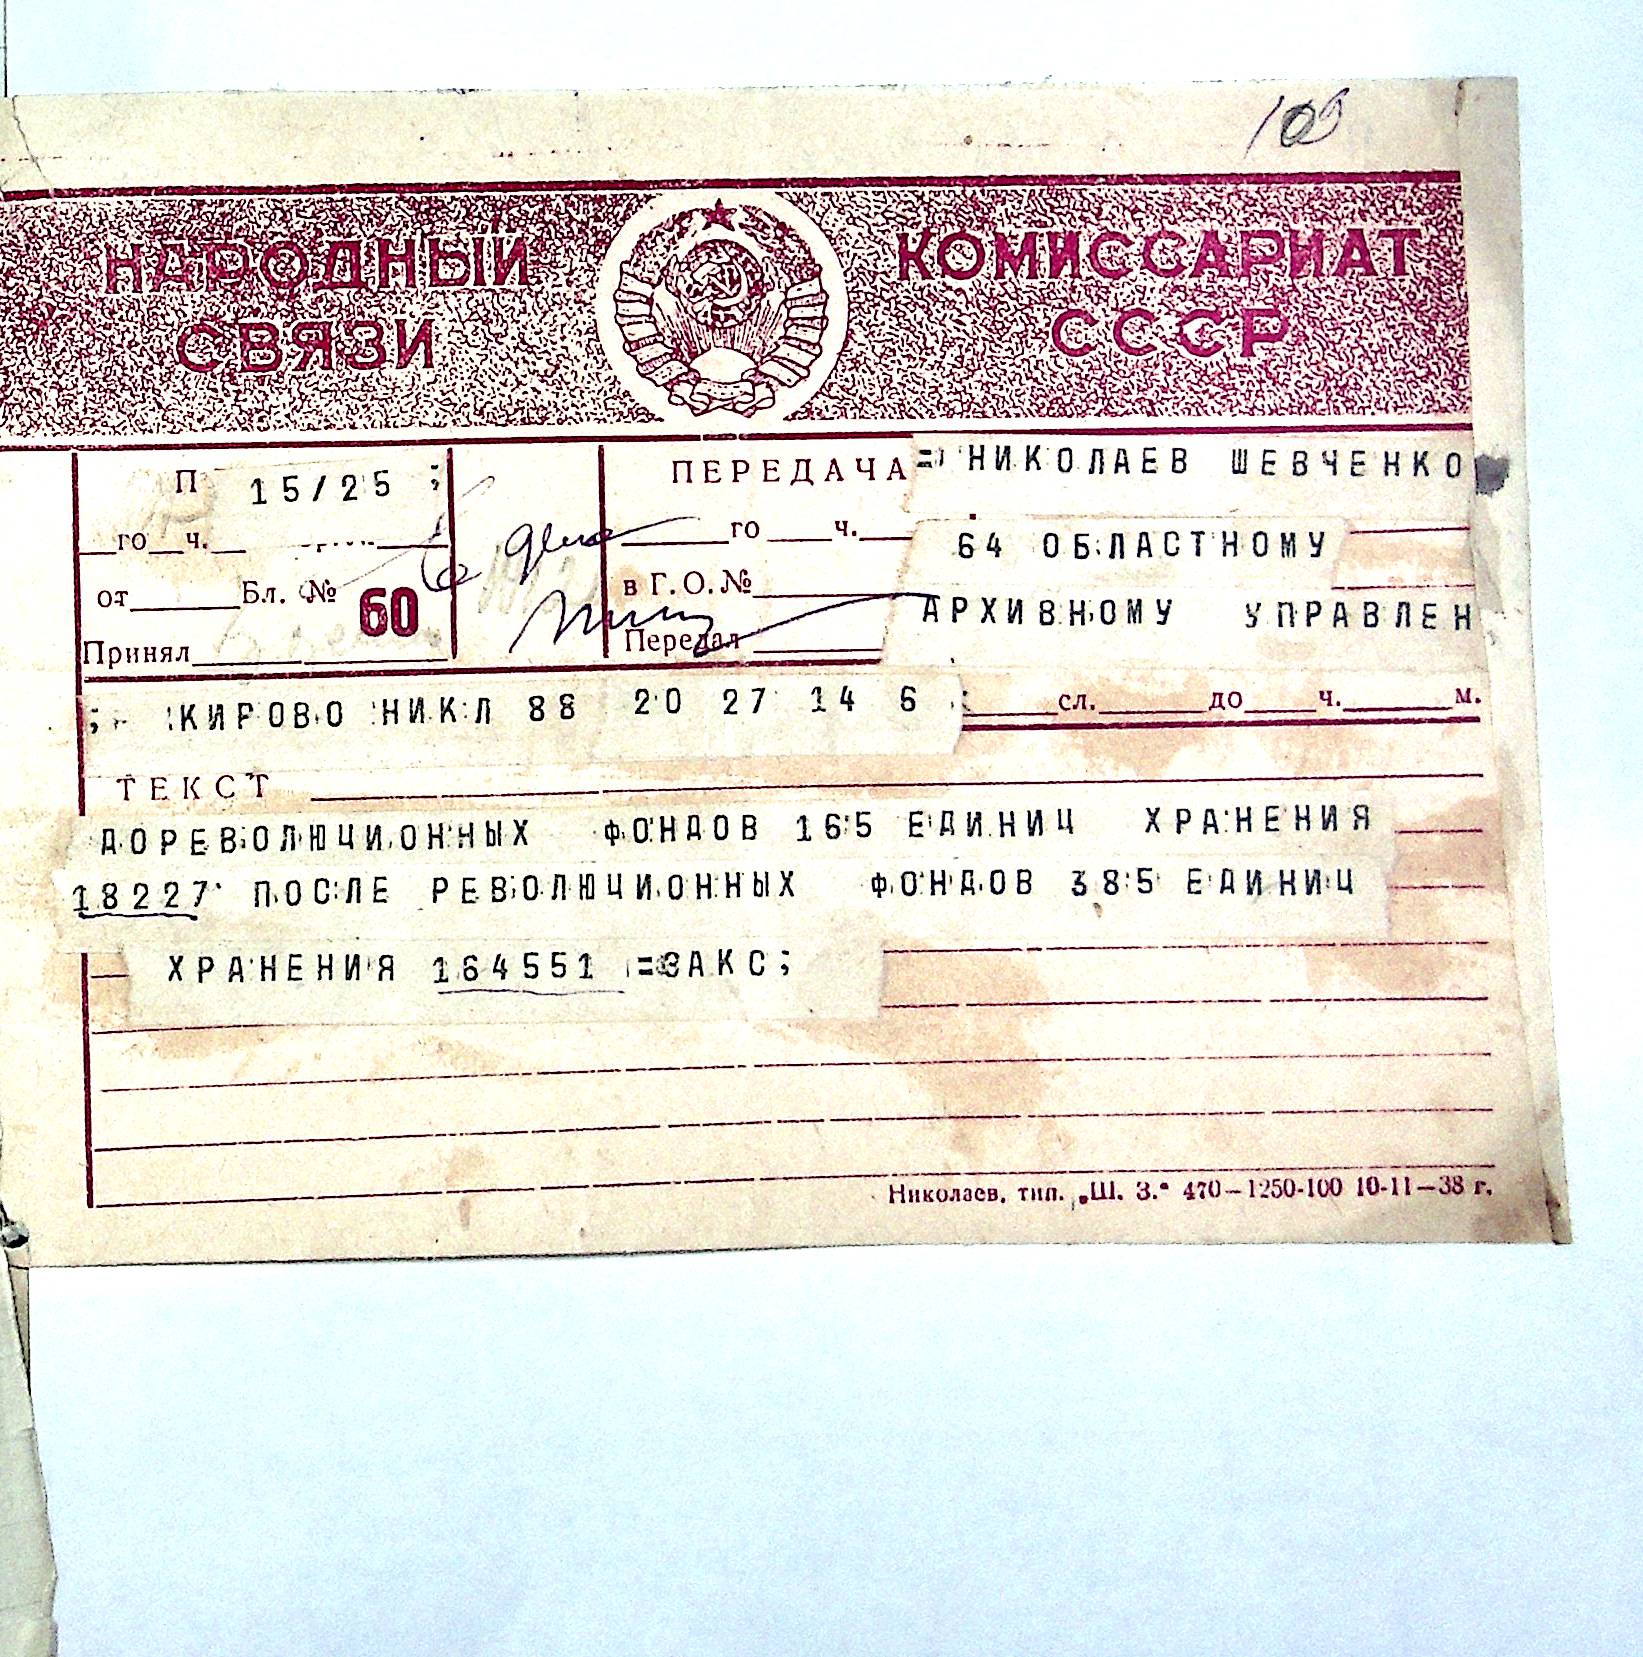 103
НАРОДНЫЙ КОМИССАРИАТ
СВЯЗИ СССР
П 15/25 ;
ПЕРЕДАЧА =НИКОЛАЕВ ШЕВЧЕНКО
го ч. го ч. 64 ОБЛАСТНОМУ
от Бл. № 60 в Г. О. №
Принял Передал АРХИВНОМУ УПРАВЛЕН
; КИРОВО НИКЛ 88 20 27 14 6 сл. до ч. м.
ТЕКСТ
ДОРЕВОЛЮЦИОННЫХ ФОНДОВ 165 ЕДИНИЦ ХРАНЕНИЯ
18227 ПОСЛЕ РЕВОЛЮЦИОННЫХ ФОНДОВ 385 ЕДИНИЦ
ХРАНЕНИЯ 164551 =ЗАКС;
Николаев, тип. „Ш. З.“ 470—1250-100 10-11—38 г.